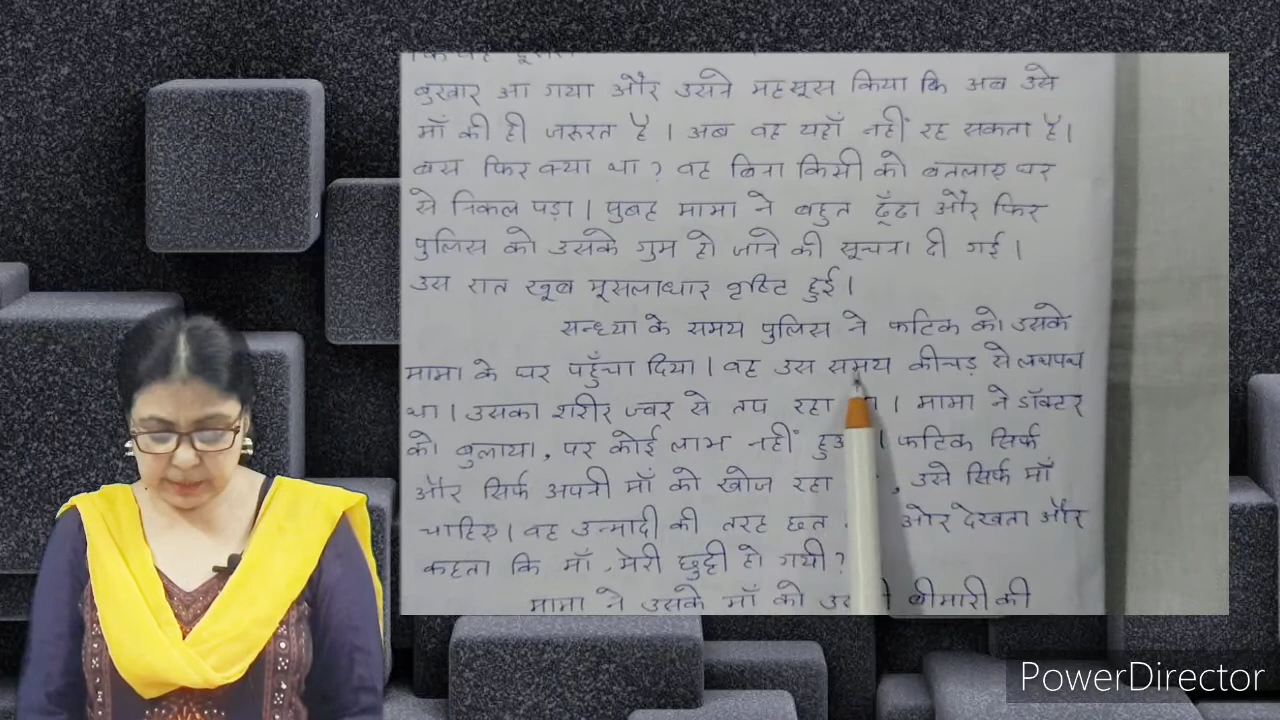 बुखार आ गया और उसने महसूस किया कि अब उसे
माँ की ही जरूरत है । अब वह यहाँ नहीं रह सकता है।
बस फिर क्या था ? वह बिना किसी को बतलाए घर
से निकल पड़ा । सुबह मामा ने बहुत ढूँढा और फिर
पुलिस को उसके गुम हो जाने की सूचना दी गई ।
उस रात खूब मूसलाधार वृष्टि हुई ।
सन्ध्या के समय पुलिस ने फटिक को उसके
मामा के घर पहुँचा दिया । वह उस समय कीचड़ से लथपथ
था । उसका शरीर ज्वर से तप रहा । मामा ने डॉक्टर
को बुलाया, पर कोई लाभ नहीं । फटिक सिर्फ
और सिर्फ अपनी माँ को खोज रहा , उसे सिर्फ माँ
चाहिए । वह उन्मादी की तरह छत ओर देखता और
कहता कि माँ, मेरी छुट्टी हो गयी ?
मामा ने उसके माँ को बीमारी की
PowerDirector